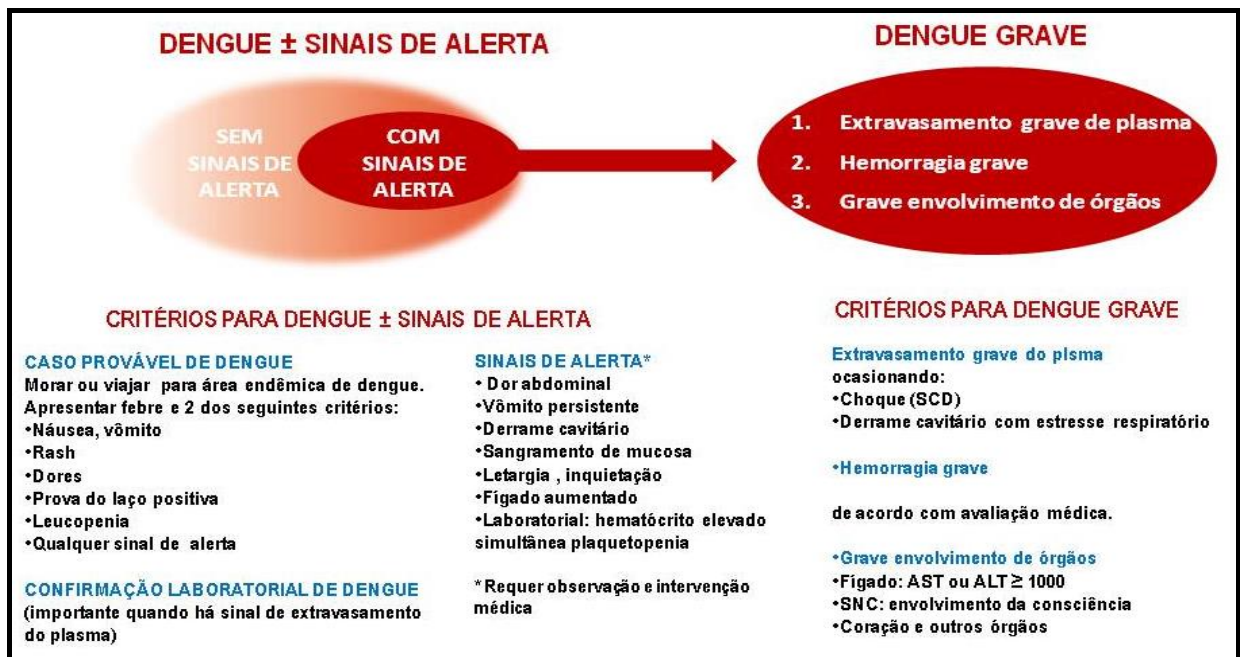 DENGUE ± SINAIS DE ALERTA
SEM
SINAIS DE
ALERTA
COM
SINAIS DE
ALERTA
DENGUE GRAVE
1. Extravasamento grave de plasma
2. Hemorragia grave
3. Grave envolvimento de órgãos
CRITÉRIOS PARA DENGUE ± SINAIS DE ALERTA
CASO PROVÁVEL DE DENGUE
Morar ou viajar para área endêmica de dengue.
Apresentar febre e 2 dos seguintes critérios:
•Náusea, vômito
•Rash
•Dores
•Prova do laço positiva
•Leucopenia
•Qualquer sinal de alerta
CONFIRMAÇÃO LABORATORIAL DE DENGUE
(importante quando há sinal de extravasamento
do plasma)
SINAIS DE ALERTA*
• Dor abdominal
•Vômito persistente
•Derrame cavitário
•Sangramento de mucosa
•Letargia , inquietação
•Fígado aumentado
•Laboratorial: hematócrito elevado
simultânea plaquetopenia
* Requer observação e intervenção
médica
CRITÉRIOS PARA DENGUE GRAVE
Extravasamento grave do plsma
ocasionando:
•Choque (SCD)
•Derrame cavitário com estresse respiratório
•Hemorragia grave
de acordo com avaliação médica.
•Grave envolvimento de órgãos
•Fígado: AST ou ALT ≥ 1000
•SNC: envolvimento da consciência
•Coração e outros órgãos